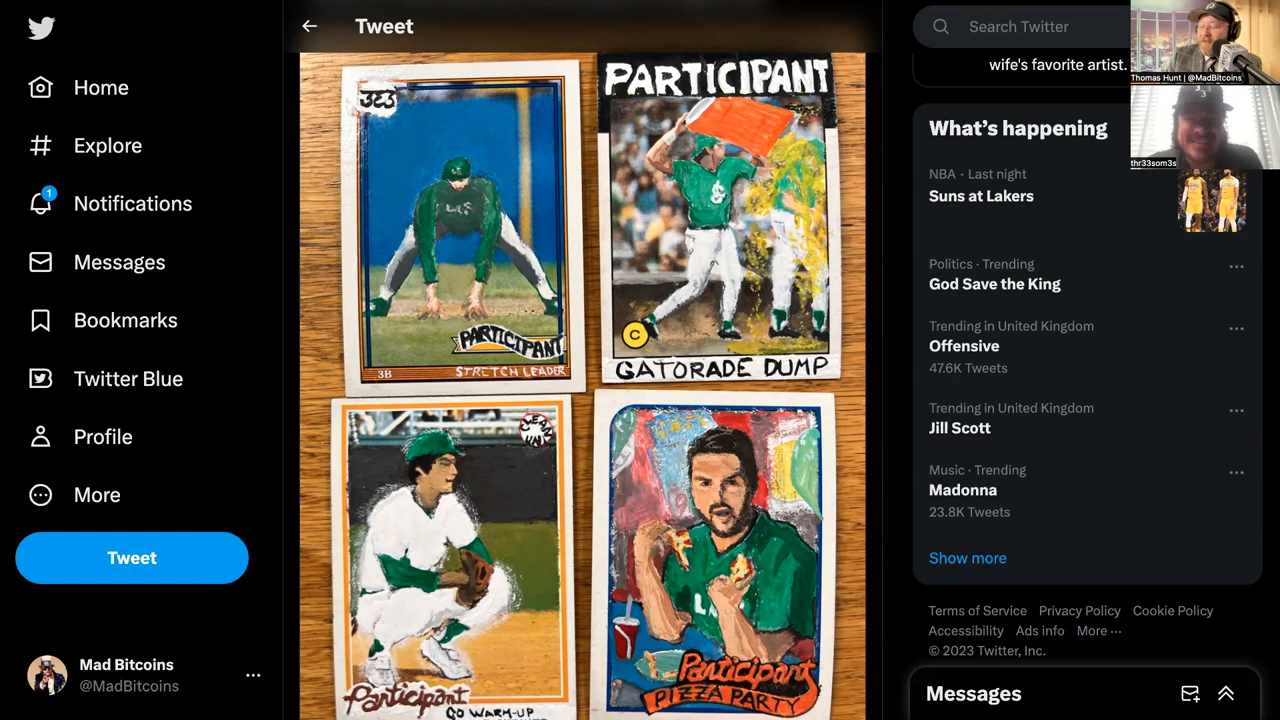 Home
Explore
Notifications
1
Messages
Bookmarks
Twitter Blue
Profile
More
Tweet
Mad Bitcoins
@MadBitcoins
Tweet
3B
PARTICIPANT
STRETCH LEADER
PARTICIPANT
C
GATORADE DUMP
CLEAN UNI
Participant
GO WARM-UP
Participant
PIZZA PARTY
Search Twitter
wife's favorite artist.
What's happening
NBA · Last night
Suns at Lakers
Politics · Trending
God Save the King
Trending in United Kingdom
Offensive
47.6K Tweets
Trending in United Kingdom
Jill Scott
Music · Trending
Madonna
23.8K Tweets
Show more
Terms of Service Privacy Policy Cookie Policy
Accessibility Ads info More ···
© 2023 Twitter, Inc.
Messages
Thomas Hunt | @MadBitcoins
thr33som3s